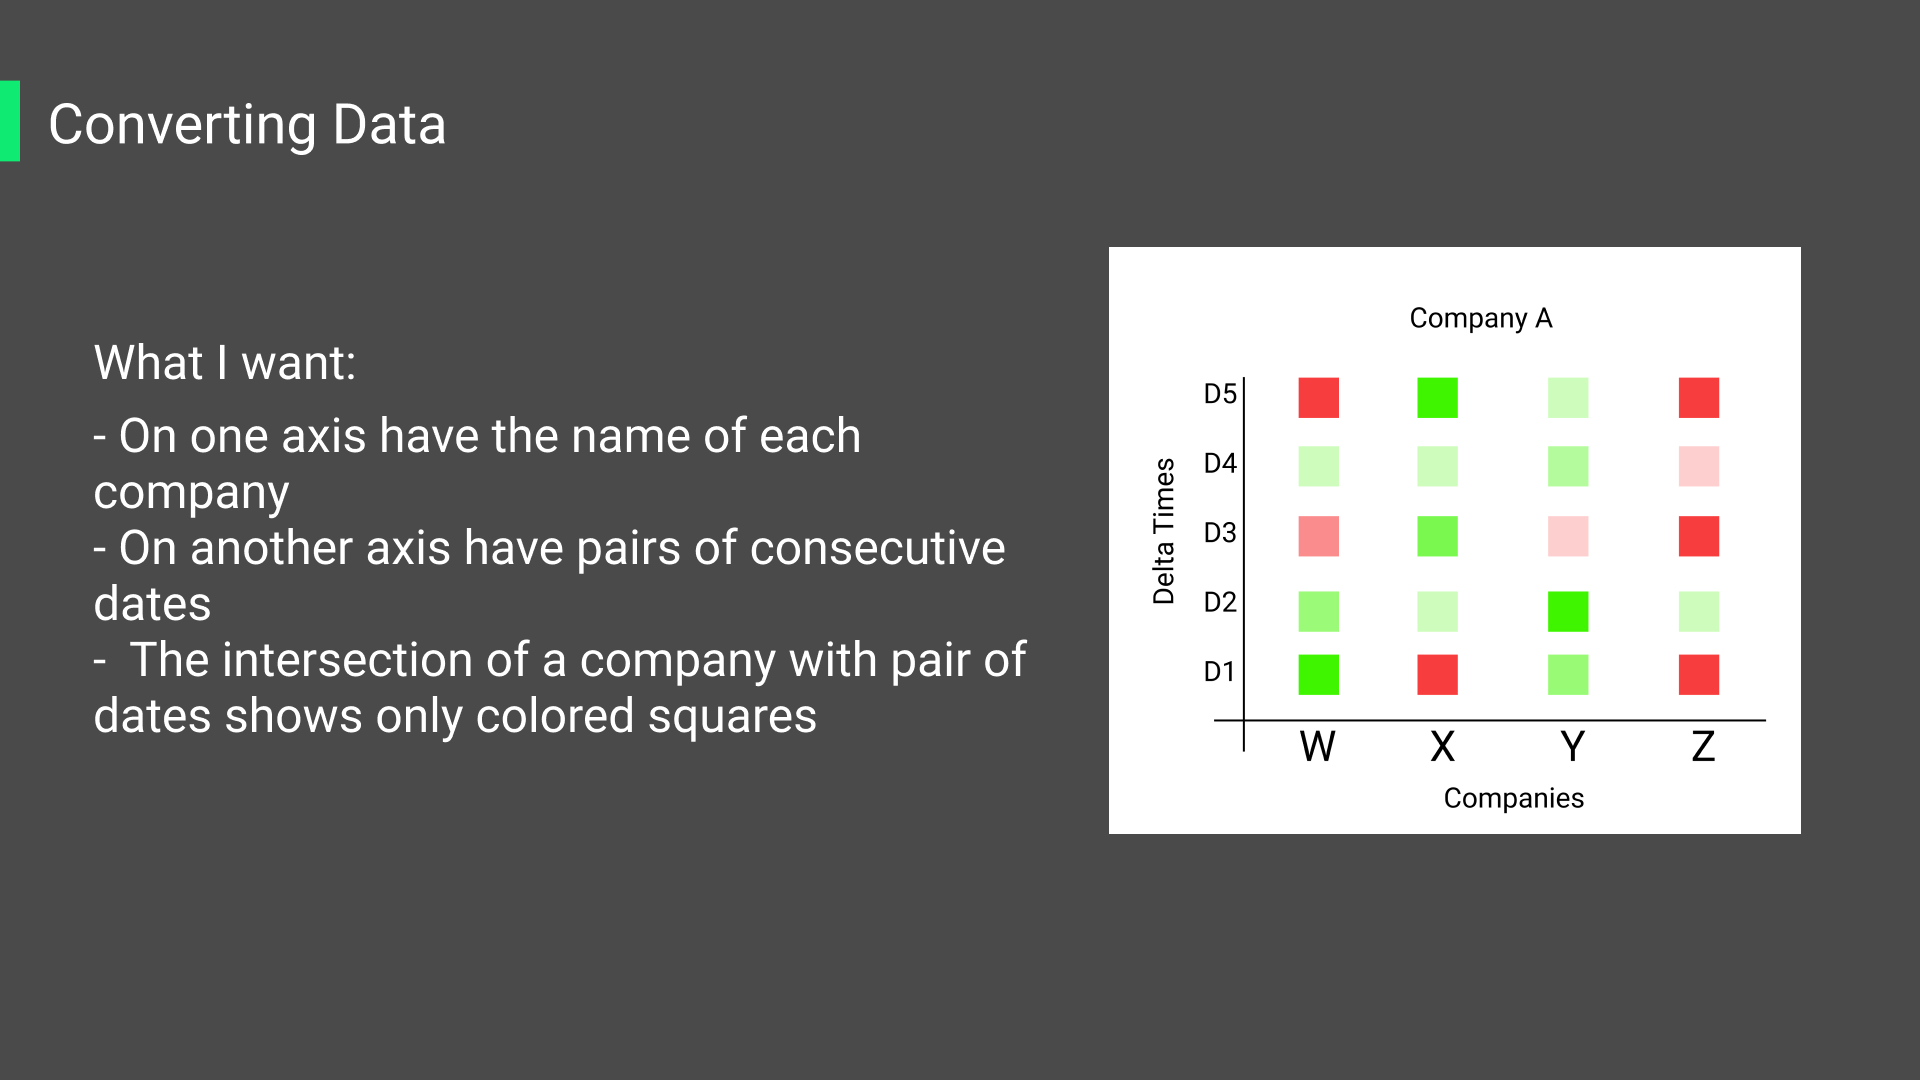 Converting Data
What I want:
- On one axis have the name of each
company
- On another axis have pairs of consecutive
dates
-  The intersection of a company with pair of
dates shows only colored squares
Company A
Delta Times
D5
D4
D3
D2
D1
W X Y Z
Companies